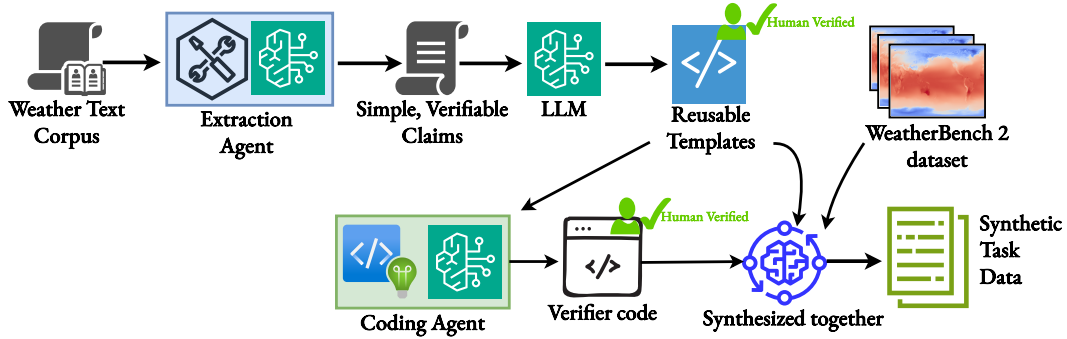 Human Verified
Weather Text
Corpus
Extraction
Agent
Simple, Verifiable
Claims
LLM
</>
Reusable
Templates
WeatherBench 2
dataset
</>
Coding Agent
Human Verified
</>
Verifier code
Synthesized together
Synthetic
Task
Data